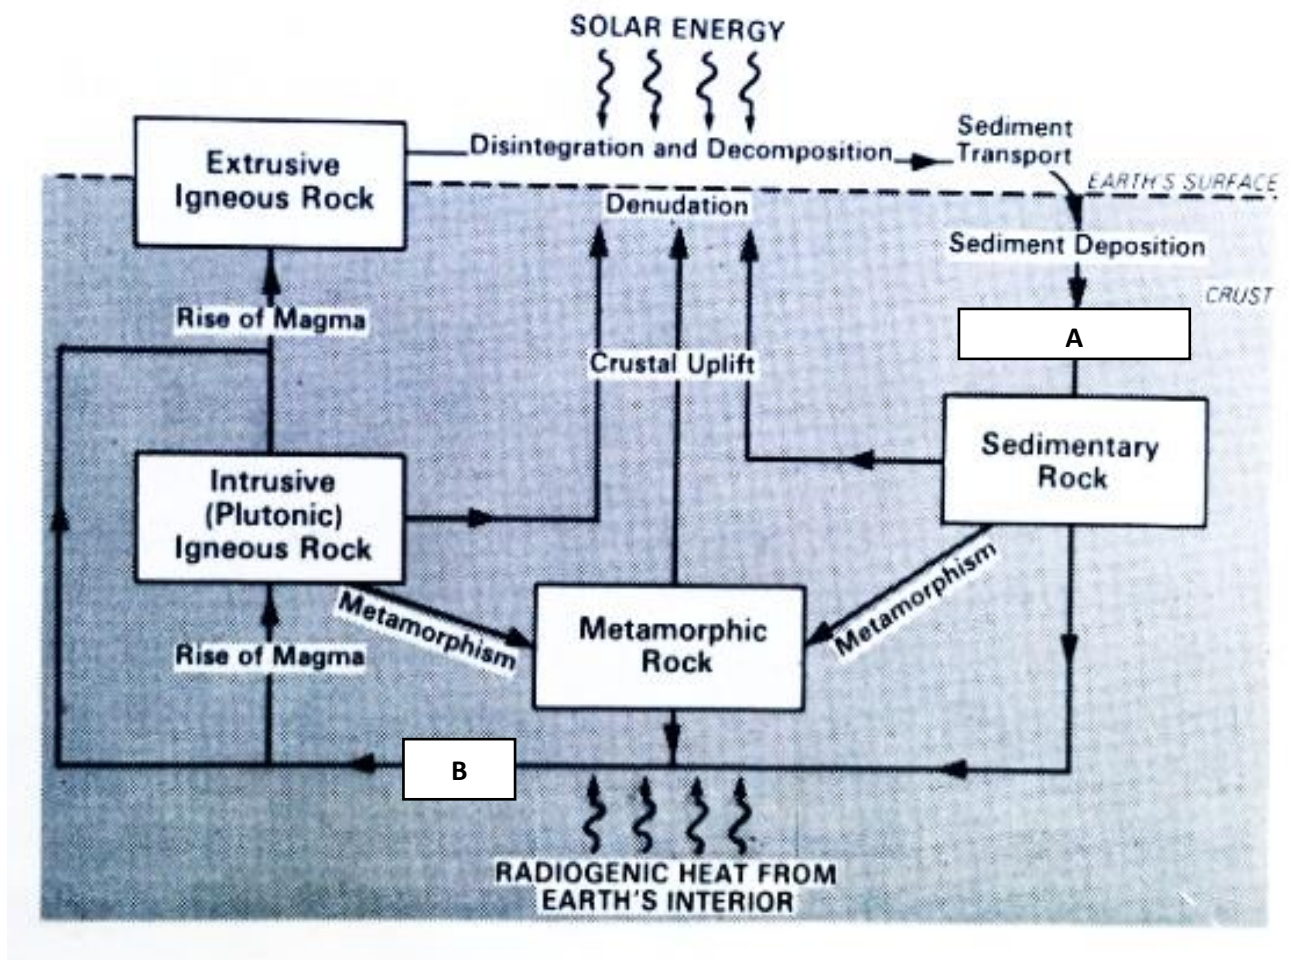 SOLAR ENERGY
Extrusive
Igneous Rock
Disintegration and Decomposition
Sediment
Transport
EARTH'S SURFACE
Denudation
Sediment Deposition
CRUST
Rise of Magma
A
Crustal Uplift
Sedimentary
Rock
Intrusive
(Plutonic)
Igneous Rock
Metamorphism
Metamorphism
Metamorphic
Rock
Rise of Magma
B
RADIOGENIC HEAT FROM
EARTH'S INTERIOR